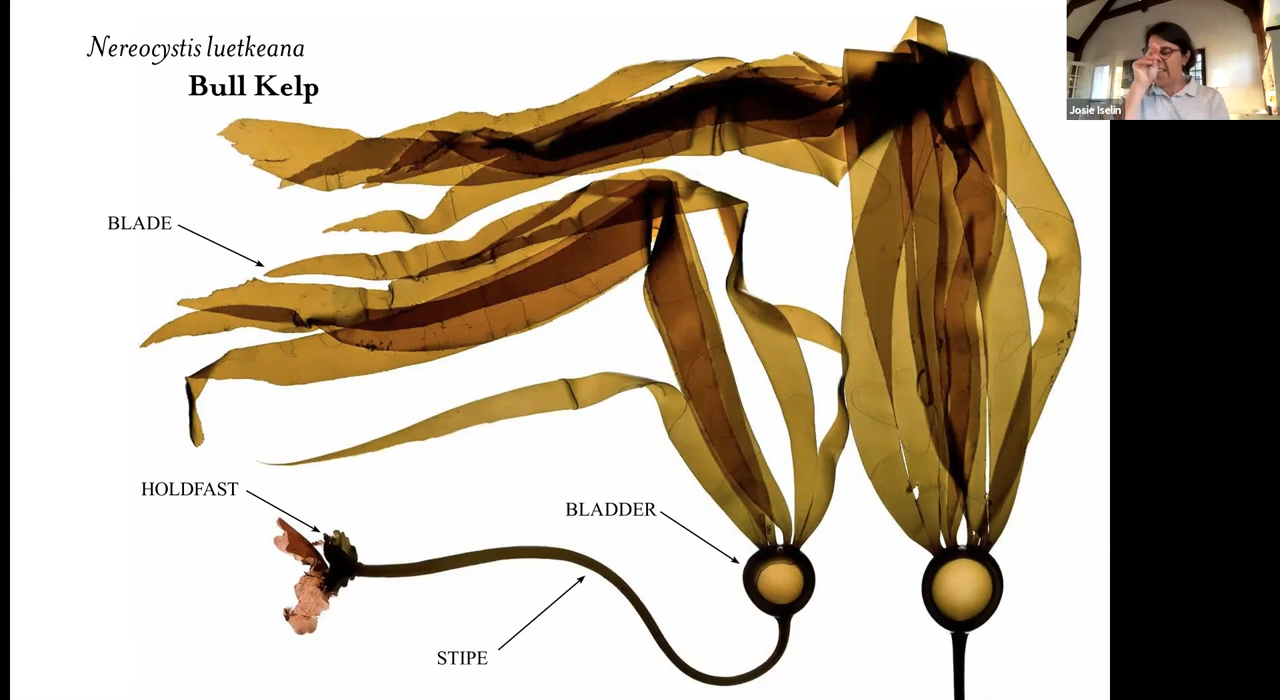 Nereocystis luetkeana
Bull Kelp
Josie Iselin
BLADE
HOLDFAST
BLADDER
STIPE